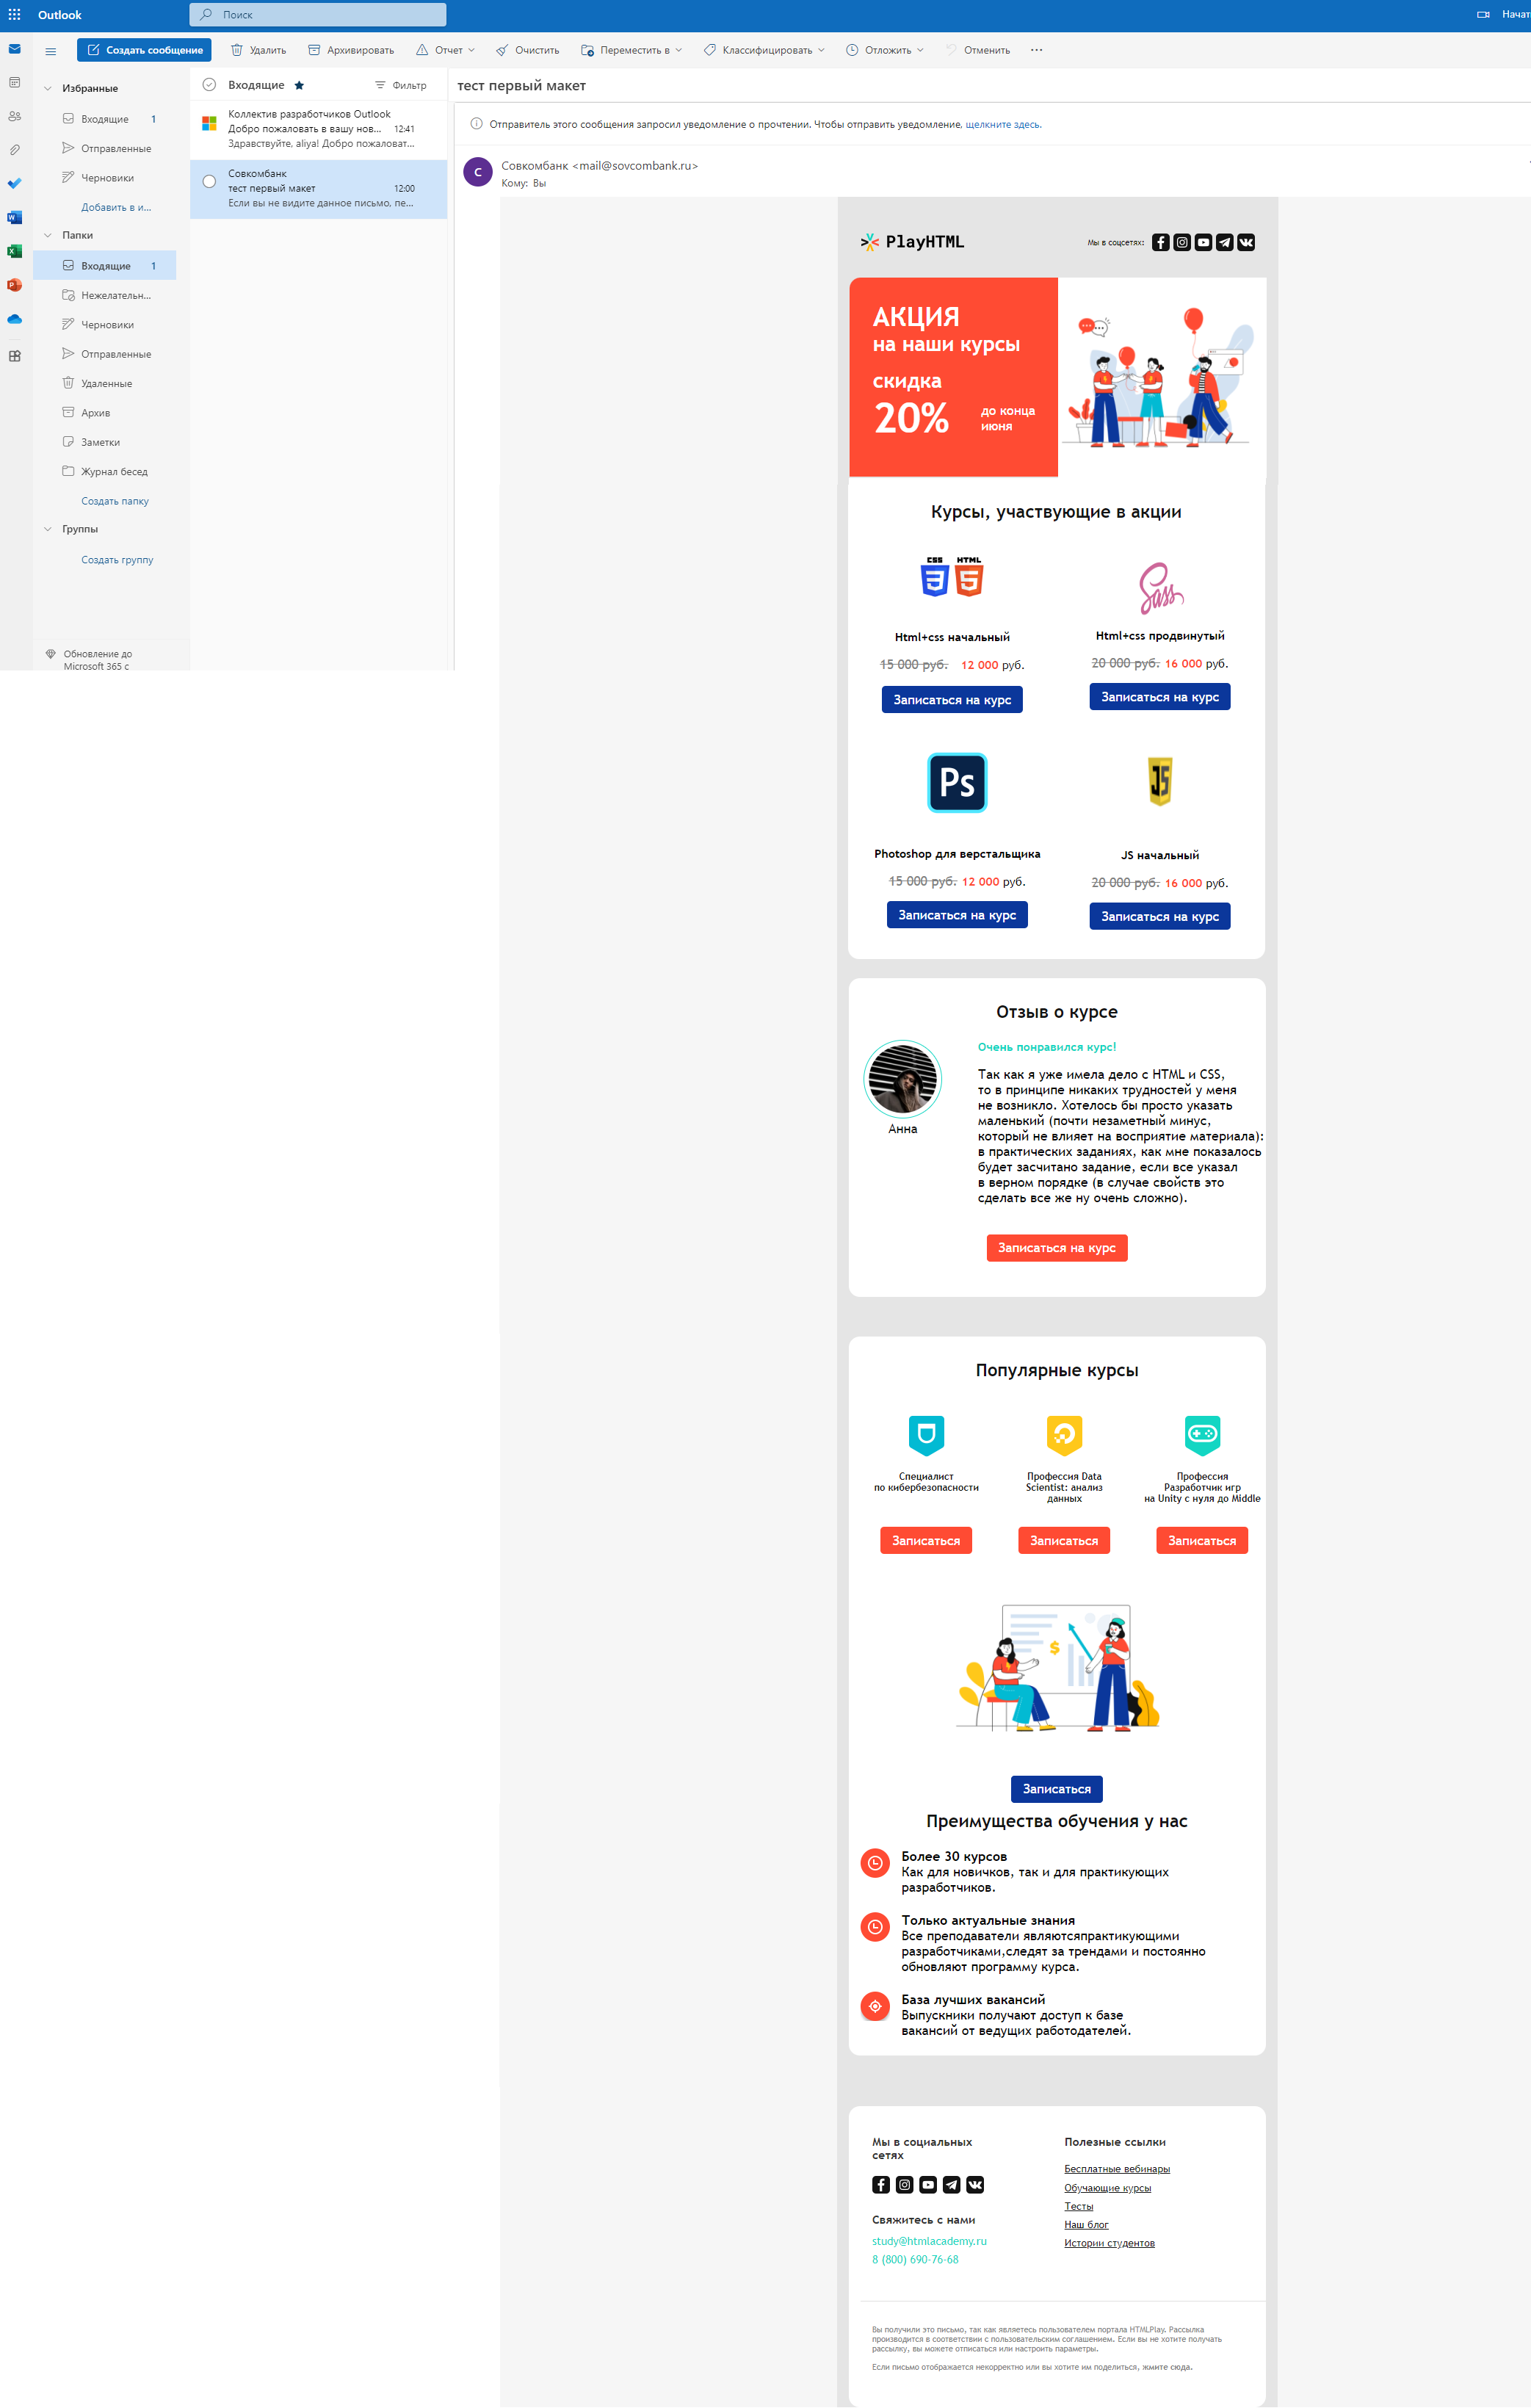 Outlook
Поиск
Начат
Создать сообщение
Удалить
Архивировать
Отчет
Очистить
Переместить в
Классифицировать
Отложить
Отменить
Избранные
Входящие 1
Отправленные
Черновики
Добавить в и...
Папки
Входящие 1
Нежелательн...
Черновики
Отправленные
Удаленные
Архив
Заметки
Журнал бесед
Создать папку
Группы
Создать группу
Обновление до
Microsoft 365 с
Входящие
Фильтр
Коллектив разработчиков Outlook
Добро пожаловать в вашу нов... 12:41
Здравствуйте, aliya! Добро пожаловат...
Совкомбанк
тест первый макет 12:00
Если вы не видите данное письмо, пе...
тест первый макет
Отправитель этого сообщения запросил уведомление о прочтении. Чтобы отправить уведомление, щелкните здесь.
С
Совкомбанк <mail@sovcombank.ru>
Кому: Вы
PlayHTML
Мы в соцсетях:
АКЦИЯ
на наши курсы
скидка
20%
до конца
июня
Курсы, участвующие в акции
CSS HTML
3 5
Sass
Html+css начальный
15 000 руб. 12 000 руб.
Записаться на курс
Html+css продвинутый
20 000 руб. 16 000 руб.
Записаться на курс
Ps
JS
Photoshop для верстальщика
15 000 руб. 12 000 руб.
Записаться на курс
JS начальный
20 000 руб. 16 000 руб.
Записаться на курс
Отзыв о курсе
Анна
Очень понравился курс!
Так как я уже имела дело с HTML и CSS,
то в принципе никаких трудностей у меня
не возникло. Хотелось бы просто указать
маленький (почти незаметный минус,
который не влияет на восприятие материала):
в практических заданиях, как мне показалось
будет засчитано задание, если все указал
в верном порядке (в случае свойств это
сделать все же ну очень сложно).
Записаться на курс
Популярные курсы
Специалист
по кибербезопасности
Записаться
Профессия Data
Scientist: анализ
данных
Записаться
Профессия
Разработчик игр
на Unity с нуля до Middle
Записаться
$
Записаться
Преимущества обучения у нас
Более 30 курсов
Как для новичков, так и для практикующих
разработчиков.
Только актуальные знания
Все преподаватели являютсяпрактикующими
разработчиками,следят за трендами и постоянно
обновляют программу курса.
База лучших вакансий
Выпускники получают доступ к базе
вакансий от ведущих работодателей.
Мы в социальных
сетях
Свяжитесь с нами
study@htmlacademy.ru
8 (800) 690-76-68
Полезные ссылки
Бесплатные вебинары
Обучающие курсы
Тесты
Наш блог
Истории студентов
Вы получили это письмо, так как являетесь пользователем портала HTMLPlay. Рассылка
производится в соответствии с пользовательским соглашением. Если вы не хотите получать
рассылку, вы можете отписаться или настроить параметры.
Если письмо отображается некорректно или вы хотите им поделиться, жмите сюда.